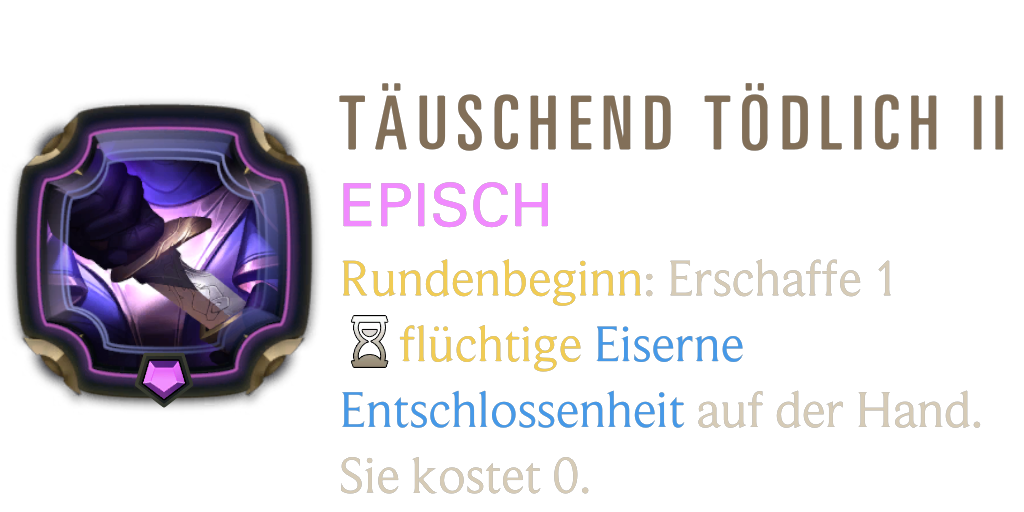 TÄUSCHEND TÖDLICH II
EPISCH
Rundenbeginn: Erschaffe 1
flüchtige Eiserne
Entschlossenheit auf der Hand.
Sie kostet 0.